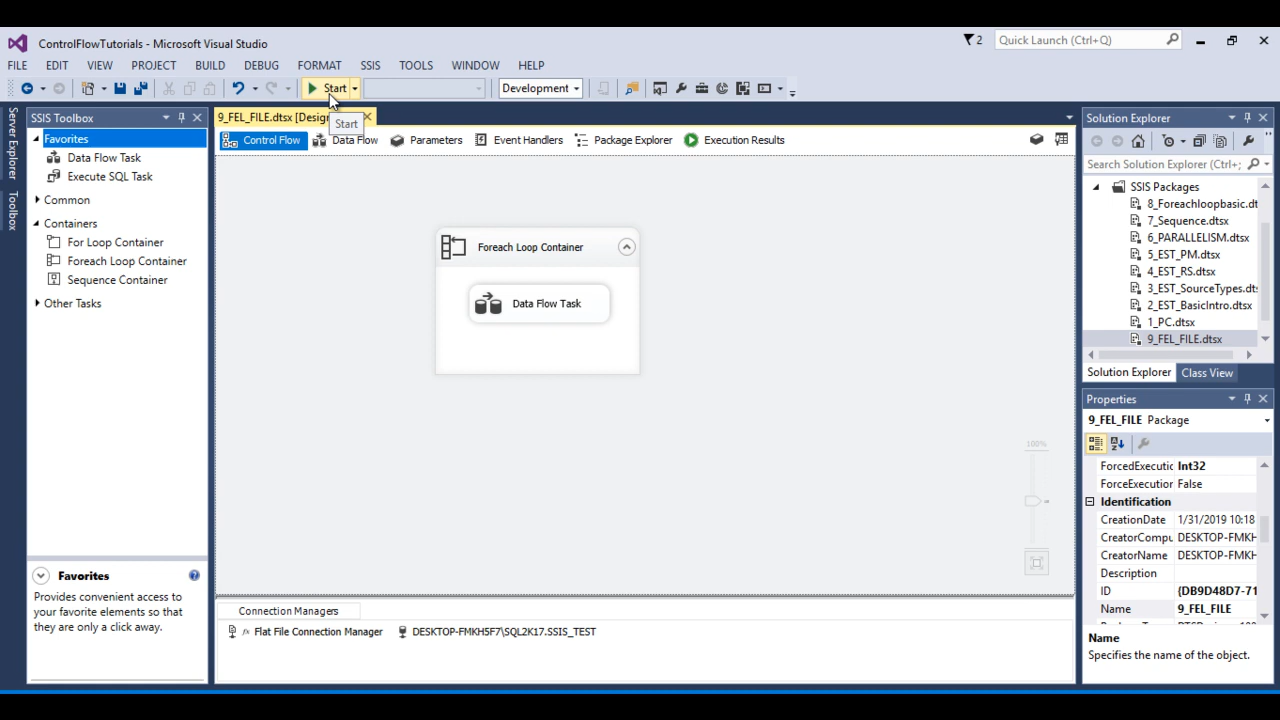 ControlFlowTutorials - Microsoft Visual Studio
2
Quick Launch (Ctrl+Q)
FILE EDIT VIEW PROJECT BUILD DEBUG FORMAT SSIS TOOLS WINDOW HELP
Start
Development
Server Explorer
Toolbox
SSIS Toolbox
Favorites
Data Flow Task
Execute SQL Task
Common
Containers
For Loop Container
Foreach Loop Container
Sequence Container
Other Tasks
Favorites
Provides convenient access to
your favorite elements so that
they are only a click away.
9_FEL_FILE.dtsx [Design
Start
Control Flow Data Flow Parameters Event Handlers Package Explorer Execution Results
Foreach Loop Container
Data Flow Task
100%
Connection Managers
fx Flat File Connection Manager DESKTOP-FMKH5F7\SQL2K17.SSIS_TEST
Solution Explorer
Search Solution Explorer (Ctrl+;
SSIS Packages
8_Foreachloopbasic.dt
7_Sequence.dtsx
6_PARALLELISM.dtsx
5_EST_PM.dtsx
4_EST_RS.dtsx
3_EST_SourceTypes.dts
2_EST_BasicIntro.dtsx
1_PC.dtsx
9_FEL_FILE.dtsx
Solution Explorer Class View
Properties
9_FEL_FILE Package
ForcedExecutic Int32
ForceExecution False
Identification
CreationDate 1/31/2019 10:18
CreatorCompu DESKTOP-FMKH
CreatorName DESKTOP-FMKH
Description
ID {DB9D48D7-71
Name 9_FEL_FILE
Name
Specifies the name of the object.